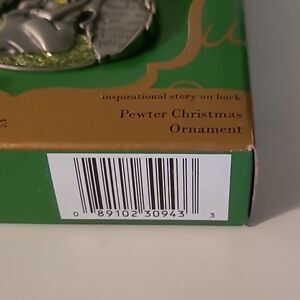 inspirational story on back
Pewter Christmas
Ornament
0 89102 30943 3